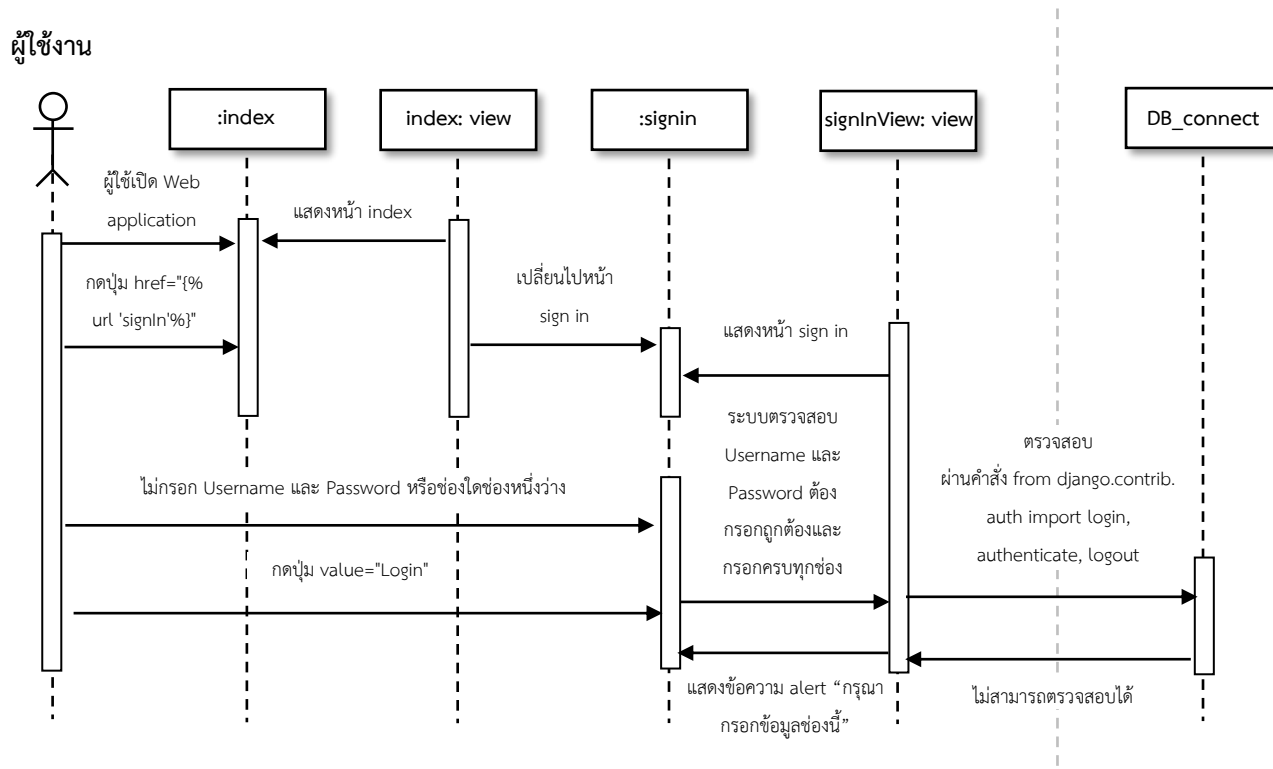 ผู้ใช้งาน
:index
index: view
:signin
signInView: view
DB_connect
ผู้ใช้เปิด Web
application
แสดงหน้า index
กดปุ่ม href="{%
url 'signIn'%}"
เปลี่ยนไปหน้า
sign in
แสดงหน้า sign in
ไม่กรอก Username และ Password หรือช่องใดช่องหนึ่งว่าง
กดปุ่ม value="Login"
ระบบตรวจสอบ
Username และ
Password ต้อง
กรอกถูกต้องและ
กรอกครบทุกช่อง
ตรวจสอบ
ผ่านคำสั่ง from django.contrib.
auth import login,
authenticate, logout
แสดงข้อความ alert “กรุณา
กรอกข้อมูลช่องนี้”
ไม่สามารถตรวจสอบได้